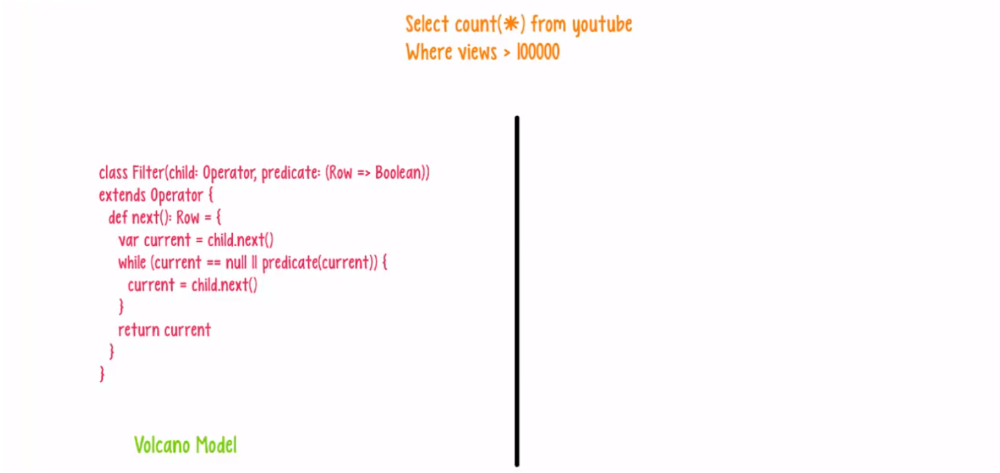 Select count(*) from youtube
Where views > 100000
class Filter(child: Operator, predicate: (Row => Boolean))
extends Operator {
def next(): Row = {
var current = child.next()
while (current == null || predicate(current)) {
current = child.next()
}
return current
}
}
Volcano Model